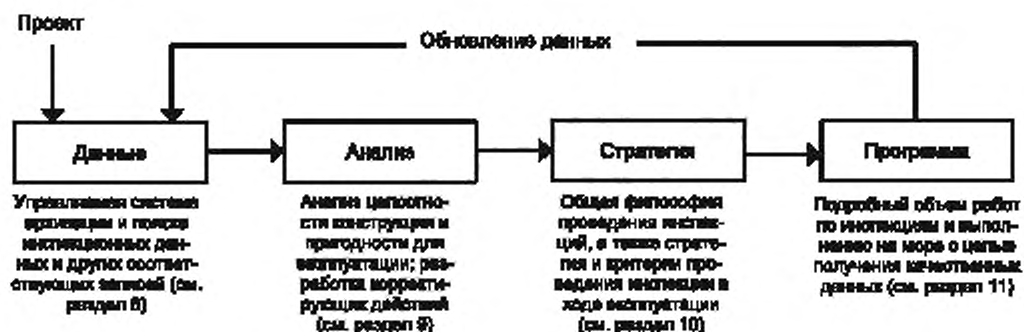 Проект
Обновление данных
Данные
Анализ
Стратегия
Программа
Управляемая система
архивации и поиска
инспекционных дан-
ных и других соответ-
ствующих записей (см.
раздел 8)
Анализ целостно-
сти конструкции и
пригодности для
эксплуатации; раз-
работка корректи-
рующих действий
(см. раздел 9)
Общая философия
проведения инспек-
ций, а также страте-
гия и критерии про-
ведения инспекции в
ходе эксплуатации
(см. раздел 10)
Подробный объем работ
по инспекциям и выпол-
нению на море с целью
получения качественных
данных (см. раздел 11)